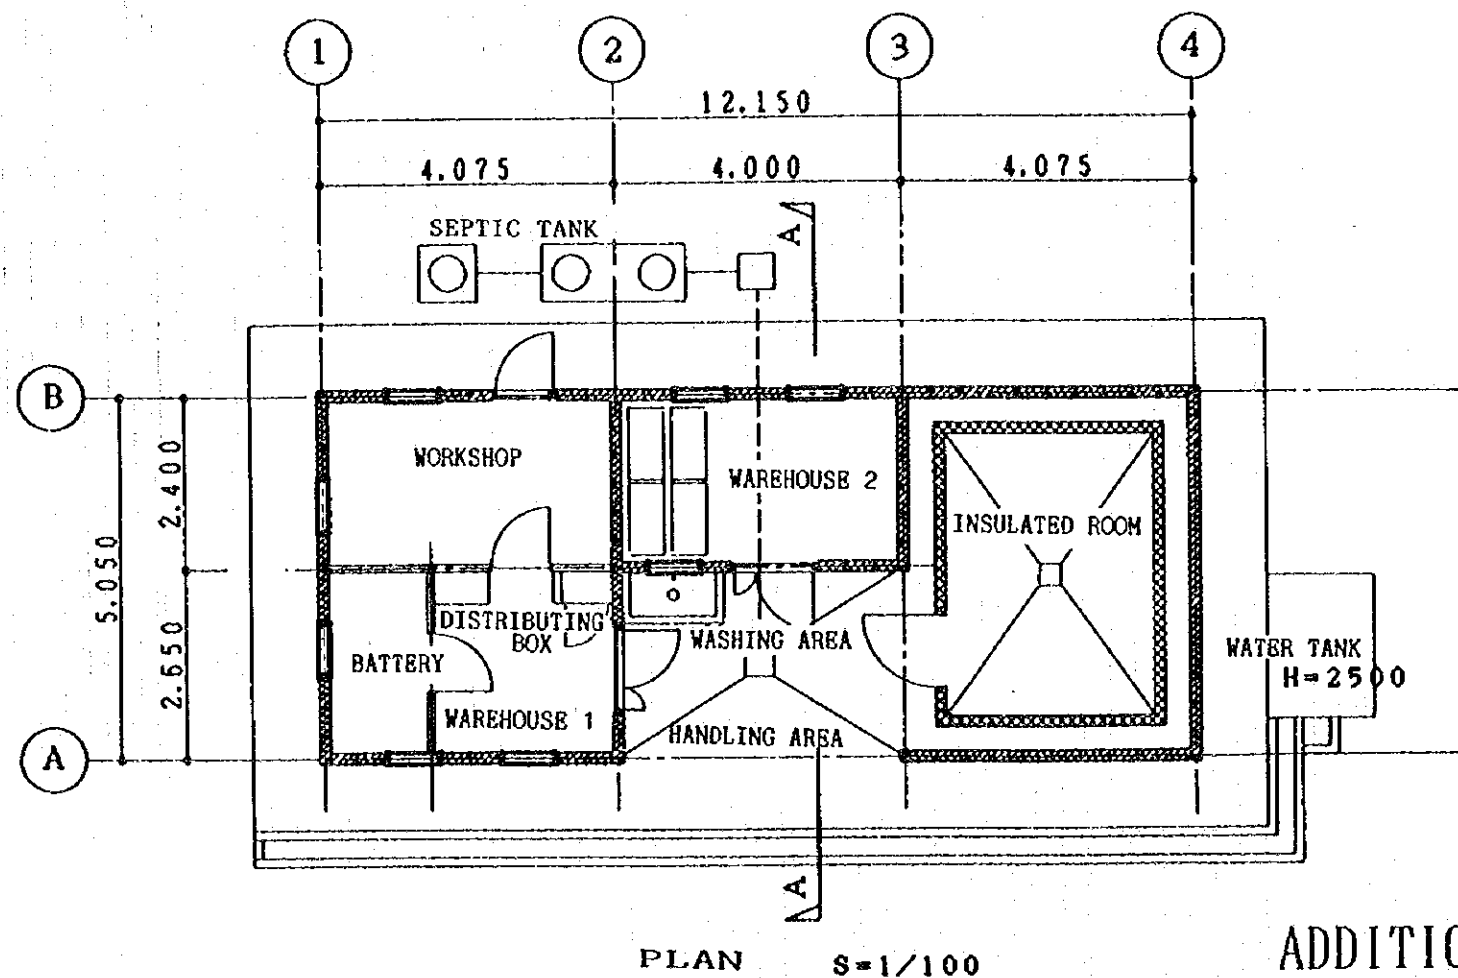 1 2 3 4
12.150
4.075 4.000 4.075
SEPTIC TANK
A
B
WORKSHOP
WAREHOUSE 2
2.400
INSULATED ROOM
5.050
DISTRIBUTING
BOX
WASHING AREA
BATTERY
2.650
WATER TANK
H=2500
WAREHOUSE 1
HANDLING AREA
A
A
PLAN S=1/100
ADDITIO